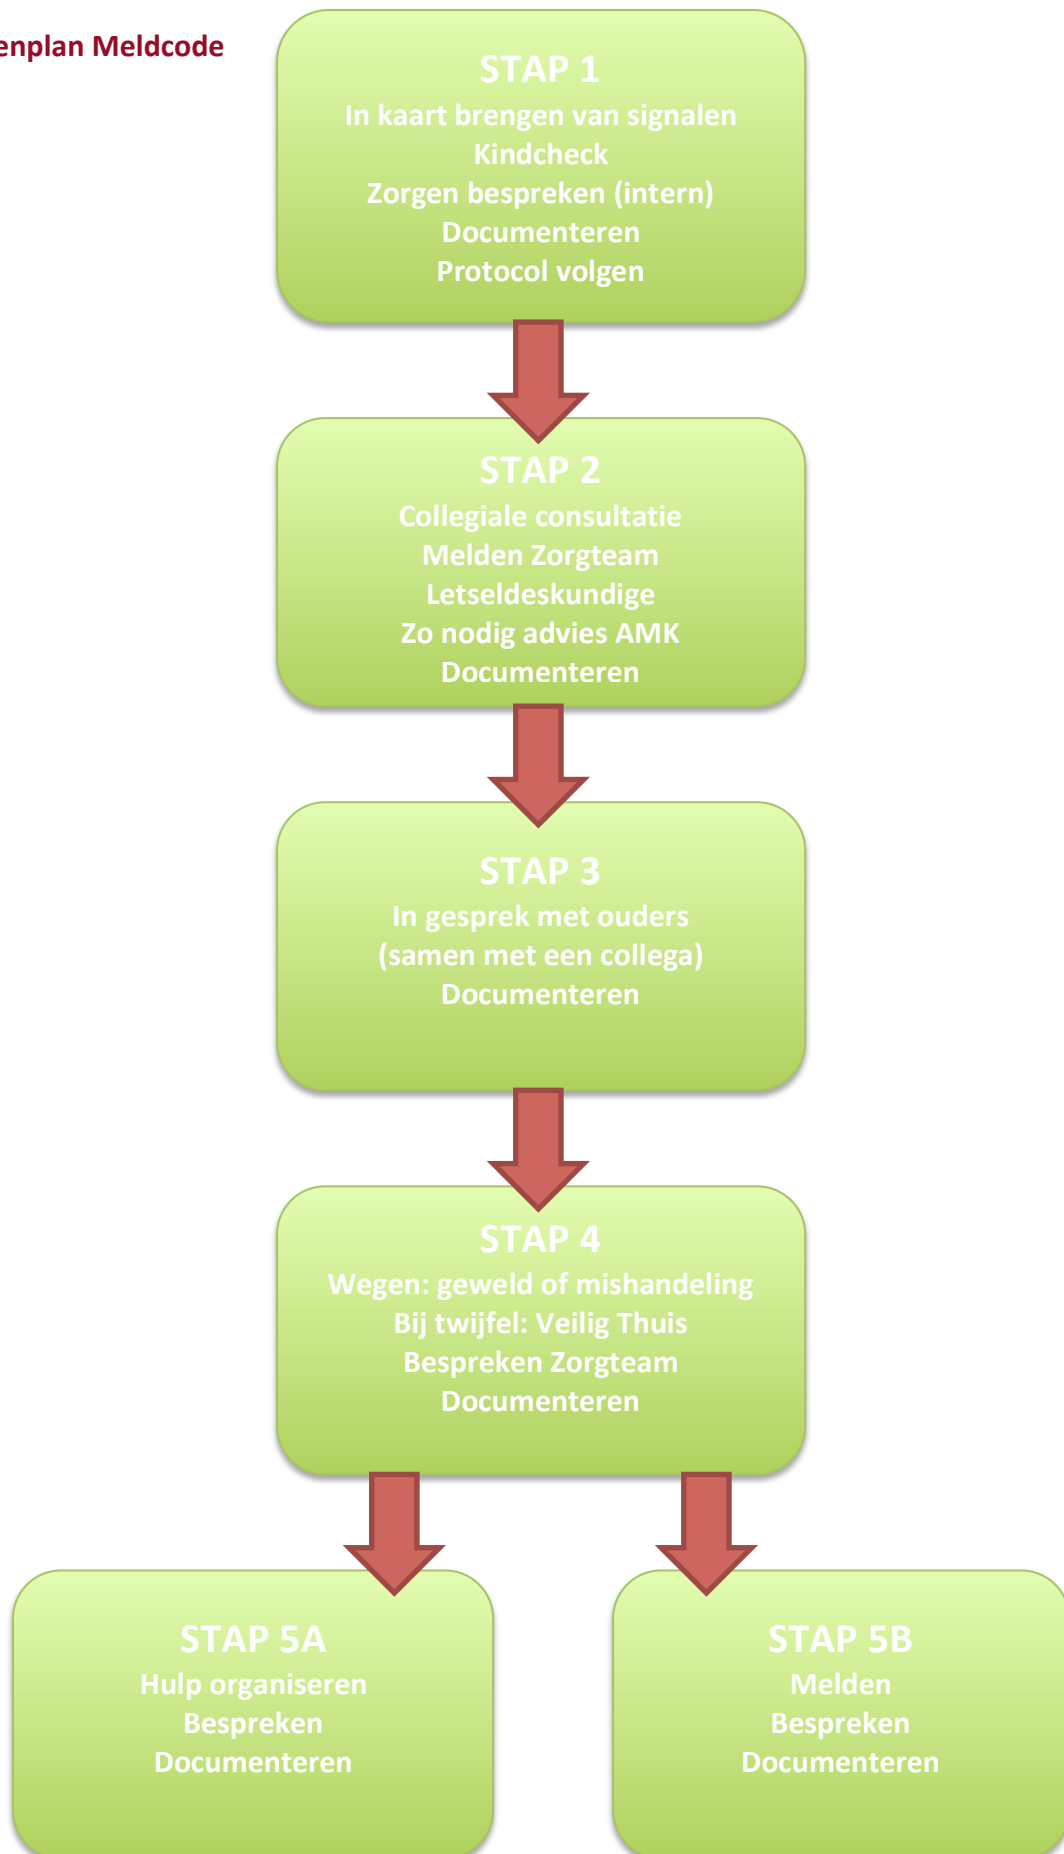 enplan Meldcode
STAP 1
In kaart brengen van signalen
Kindcheck
Zorgen bespreken (intern)
Documenteren
Protocol volgen
STAP 2
Collegiale consultatie
Melden Zorgteam
Letseldeskundige
Zo nodig advies AMK
Documenteren
STAP 3
In gesprek met ouders
(samen met een collega)
Documenteren
STAP 4
Wegen: geweld of mishandeling
Bij twijfel: Veilig Thuis
Bespreken Zorgteam
Documenteren
STAP 5A
Hulp organiseren
Bespreken
Documenteren
STAP 5B
Melden
Bespreken
Documenteren